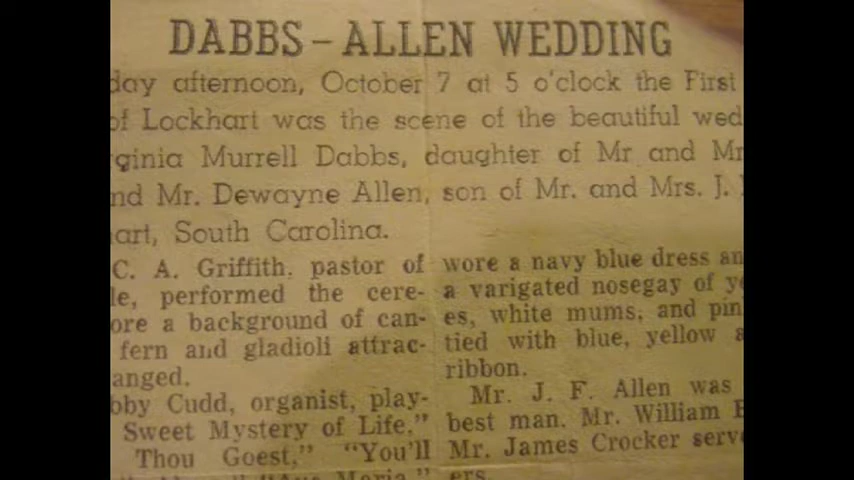 DABBS - ALLEN WEDDING
day afternoon, October 7 at 5 o'clock the First
of Lockhart was the scene of the beautiful wed
ginia Murrell Dabbs, daughter of Mr and Mr
nd Mr. Dewayne Allen, son of Mr. and Mrs. J.
art, South Carolina.
C. A. Griffith, pastor of
le, performed the cere-
ore a background of can-
fern and gladioli attrac-
anged.
bby Cudd, organist, play-
Sweet Mystery of Life,"
Thou Goest," "You'll
wore a navy blue dress an
a varigated nosegay of ye
es, white mums, and pin
tied with blue, yellow a
ribbon.
Mr. J. F. Allen was
best man. Mr. William
Mr. James Crocker serve
ers.